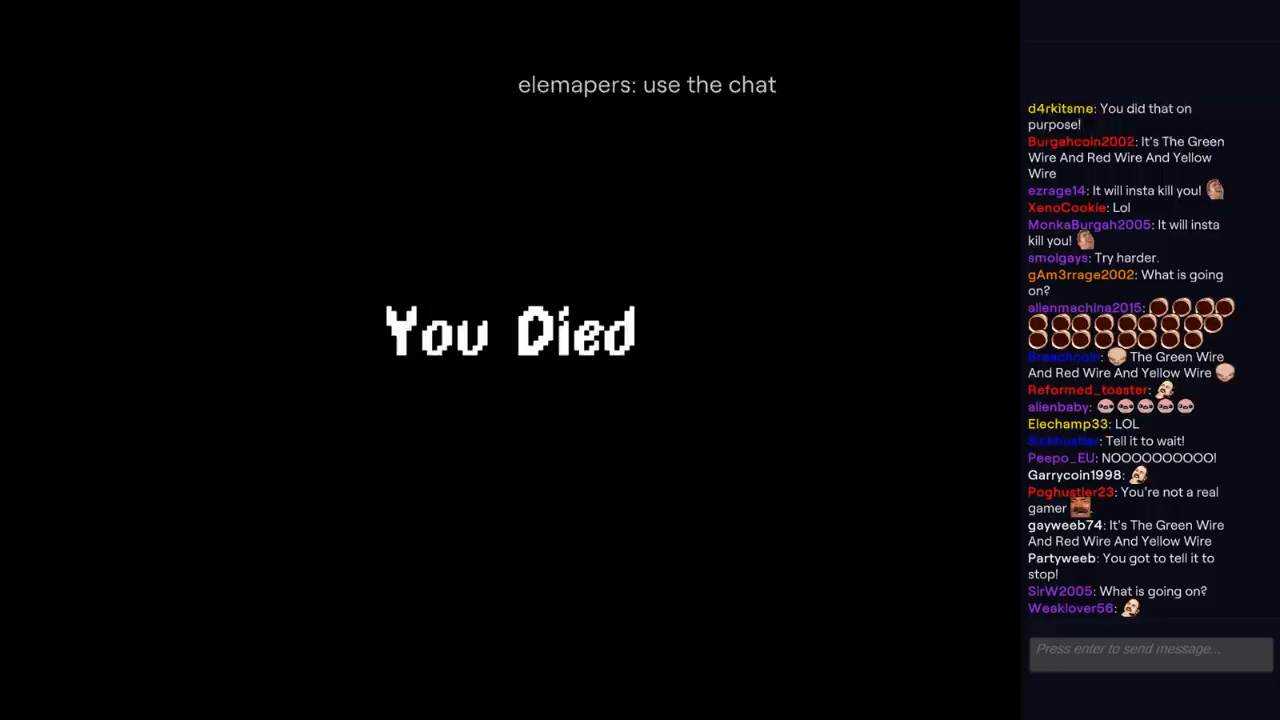 elemapers: use the chat
You Died
d4rkitsme: You did that on
purpose!
Burgahcoin2002: It's The Green
Wire And Red Wire And Yellow
Wire
ezrage14: It will insta kill you!
XenoCookie: Lol
MonkaBurgah2005: It will insta
kill you!
smolgays: Try harder.
gAm3rrage2002: What is going
on?
alienmachina2015:
Breachcoin: The Green Wire
And Red Wire And Yellow Wire
Reformed_toaster:
alienbaby:
Elechamp33: LOL
Sickhustler: Tell it to wait!
Peepo_EU: NOOOOOOOOOO!
Garrycoin1998:
Poghustler23: You're not a real
gamer
gayweeb74: It's The Green Wire
And Red Wire And Yellow Wire
Partyweeb: You got to tell it to
stop!
SirW2005: What is going on?
Weaklover56:
Press enter to send message...